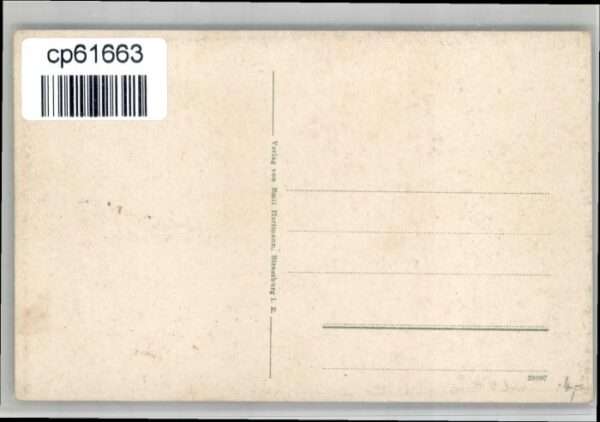 cp61663
Verlag von Emil Hartmann, Strassburg i. E.